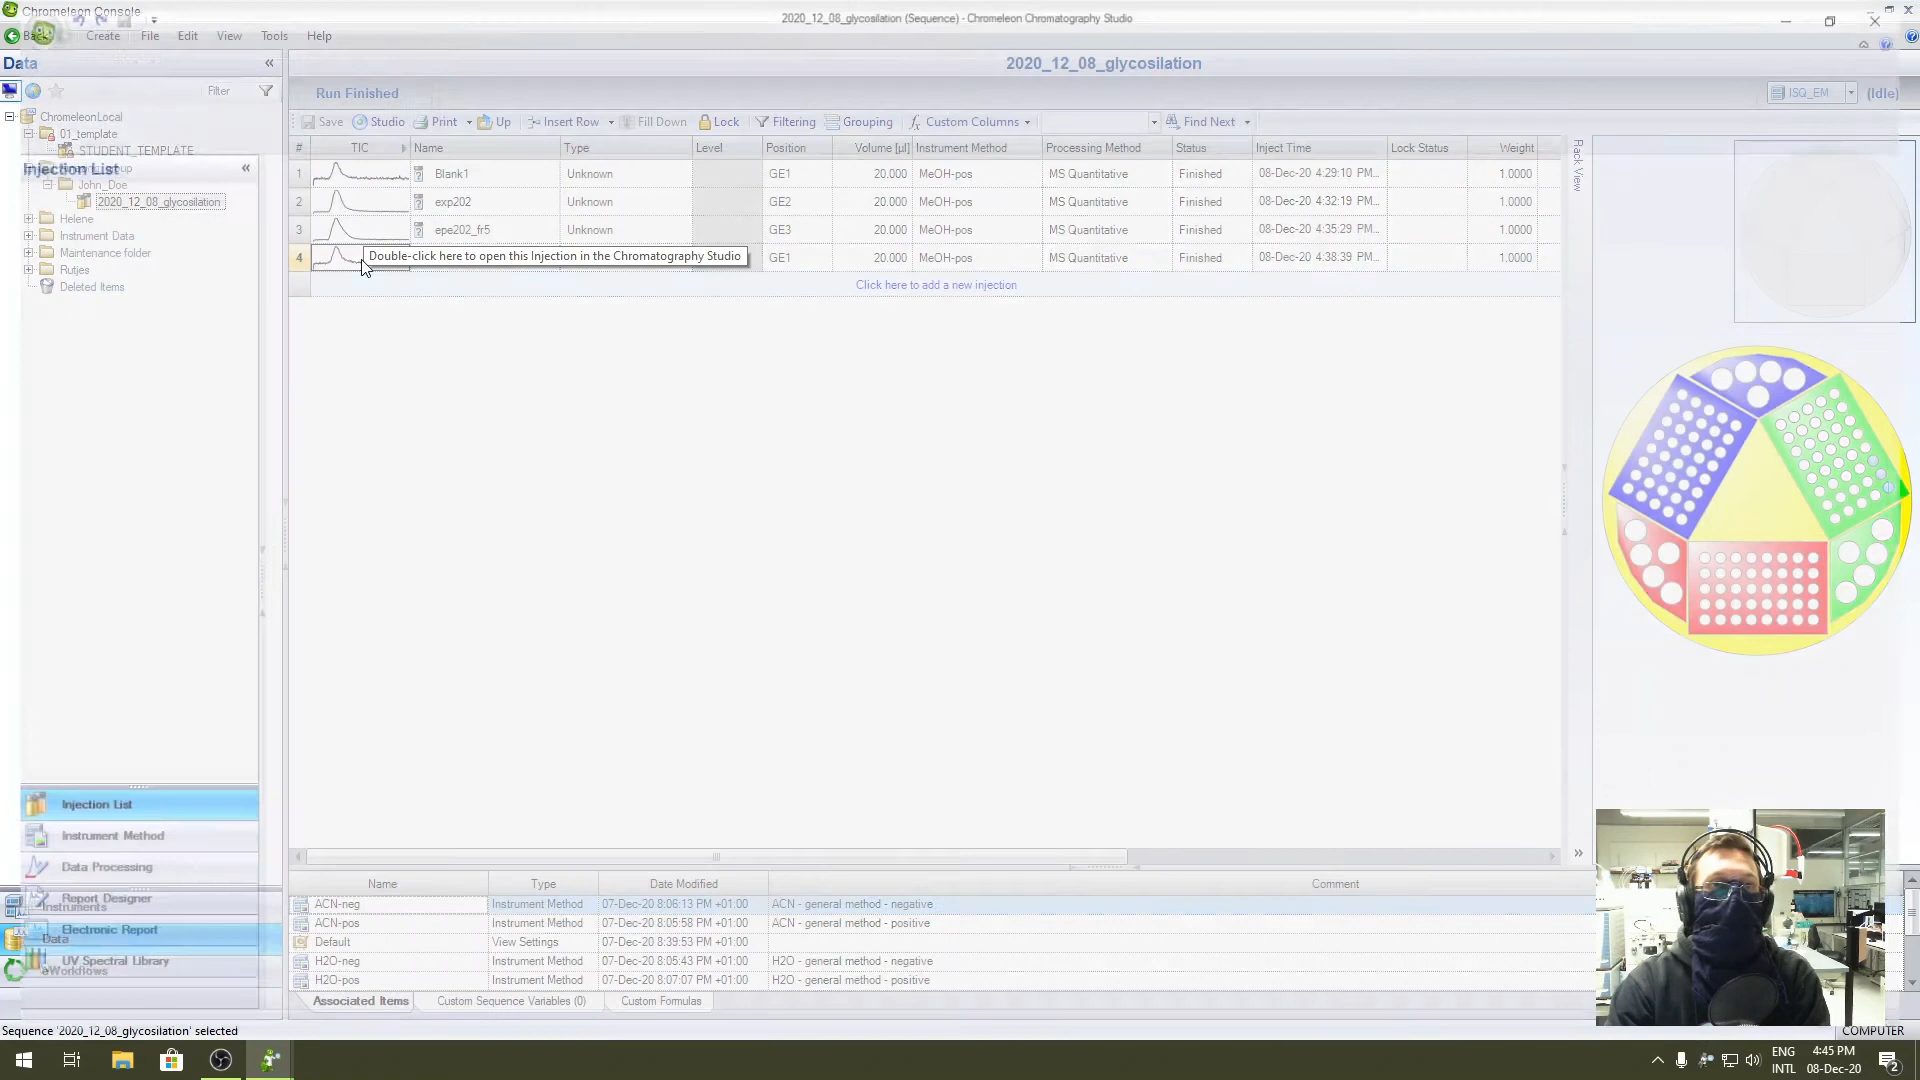 Chromeleon Console
2020_12_08_glycosilation (Sequence) - Chromeleon Chromatography Studio
Back Create File Edit View Tools Help
Data
2020_12_08_glycosilation
Filter
Run Finished
ISQ_EM (Idle)
Save Studio Print Up Insert Row Fill Down Lock Filtering Grouping Custom Columns Find Next
ChromeleonLocal
01_template
STUDENT_TEMPLATE
Injection List
John_Doe
2020_12_08_glycosilation
Helene
Instrument Data
Maintenance folder
Rutjes
Deleted Items
# TIC Name Type Level Position Volume [µl] Instrument Method Processing Method Status Inject Time Lock Status Weight
1 Blank1 Unknown GE1 20.000 MeOH-pos MS Quantitative Finished 08-Dec-20 4:29:10 PM... 1.0000
2 exp202 Unknown GE2 20.000 MeOH-pos MS Quantitative Finished 08-Dec-20 4:32:19 PM... 1.0000
3 epe202_fr5 Unknown GE3 20.000 MeOH-pos MS Quantitative Finished 08-Dec-20 4:35:29 PM... 1.0000
4 GE1 20.000 MeOH-pos MS Quantitative Finished 08-Dec-20 4:38:39 PM... 1.0000
Double-click here to open this Injection in the Chromatography Studio
Click here to add a new injection
Rack View
Injection List
Instrument Method
Data Processing
Report Designer
Instruments
Electronic Report
Data
UV Spectral Library
eWorkflows
Name Type Date Modified Comment
ACN-neg Instrument Method 07-Dec-20 8:06:13 PM +01:00 ACN - general method - negative
ACN-pos Instrument Method 07-Dec-20 8:05:58 PM +01:00 ACN - general method - positive
Default View Settings 07-Dec-20 8:39:53 PM +01:00
H2O-neg Instrument Method 07-Dec-20 8:05:43 PM +01:00 H2O - general method - negative
H2O-pos Instrument Method 07-Dec-20 8:07:07 PM +01:00 H2O - general method - positive
Associated Items Custom Sequence Variables (0) Custom Formulas
Sequence '2020_12_08_glycosilation' selected
COMPUTER
ENG
INTL
4:45 PM
08-Dec-20
2